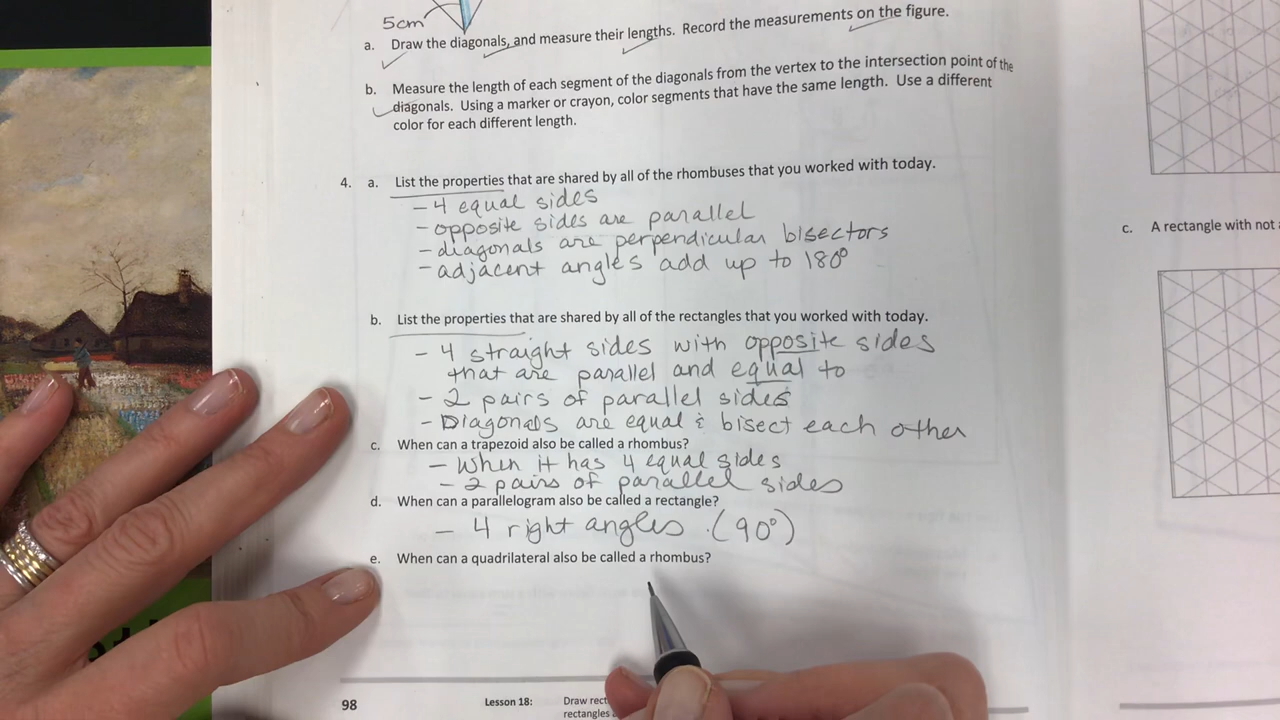 5cm
a. Draw the diagonals, and measure their lengths. Record the measurements on the figure.
b. Measure the length of each segment of the diagonals from the vertex to the intersection point of the
diagonals. Using a marker or crayon, color segments that have the same length. Use a different
color for each different length.
4. a. List the properties that are shared by all of the rhombuses that you worked with today.
- 4 equal sides
- opposite sides are parallel
- diagonals are perpendicular bisectors
- adjacent angles add up to 180°
b. List the properties that are shared by all of the rectangles that you worked with today.
- 4 straight sides with opposite sides
that are parallel and equal to
- 2 pairs of parallel sides
- Diagonals are equal & bisect each other
c. When can a trapezoid also be called a rhombus?
- When it has 4 equal sides
- 2 pairs of parallel sides
d. When can a parallelogram also be called a rectangle?
- 4 right angles (90°)
e. When can a quadrilateral also be called a rhombus?
98 Lesson 18: Draw rect
rectangles
c. A rectangle with not